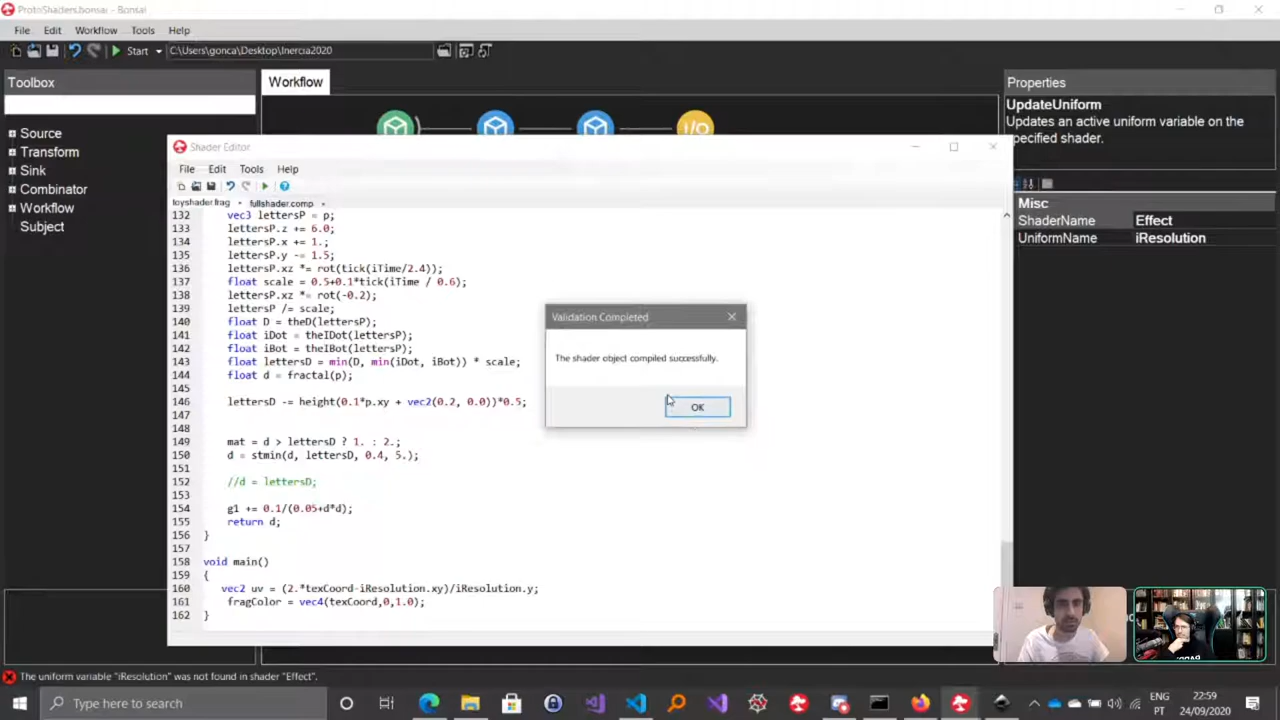 ProtoShaders.bonsai - Bonsai
File Edit Workflow Tools Help
Start C:\Users\gonca\Desktop\Inercia2020
Toolbox
Source
Transform
Sink
Combinator
Workflow
Subject
Workflow
I/O
Properties
UpdateUniform
Updates an active uniform variable on the
specified shader.
Misc
ShaderName Effect
UniformName iResolution
Shader Editor
File Edit Tools Help
toyshader.frag fullshader.comp
132 vec3 lettersP = p;
133 lettersP.z += 6.0;
134 lettersP.x += 1.;
135 lettersP.y -= 1.5;
136 lettersP.xz *= rot(tick(iTime/2.4));
137 float scale = 0.5+0.1*tick(iTime / 0.6);
138 lettersP.xz *= rot(-0.2);
139 lettersP /= scale;
140 float D = theD(lettersP);
141 float iDot = theIDot(lettersP);
142 float iBot = theIBot(lettersP);
143 float lettersD = min(D, min(iDot, iBot)) * scale;
144 float d = fractal(p);
145
146 lettersD -= height(0.1*p.xy + vec2(0.2, 0.0))*0.5;
147
148
149 mat = d > lettersD ? 1. : 2.;
150 d = stmin(d, lettersD, 0.4, 5.);
151
152 //d = lettersD;
153
154 g1 += 0.1/(0.05+d*d);
155 return d;
156 }
157
158 void main()
159 {
160 vec2 uv = (2.*texCoord-iResolution.xy)/iResolution.y;
161 fragColor = vec4(texCoord,0,1.0);
162 }
Validation Completed
The shader object compiled successfully.
OK
The uniform variable "iResolution" was not found in shader "Effect".
Type here to search
ENG
PT
22:59
24/09/2020